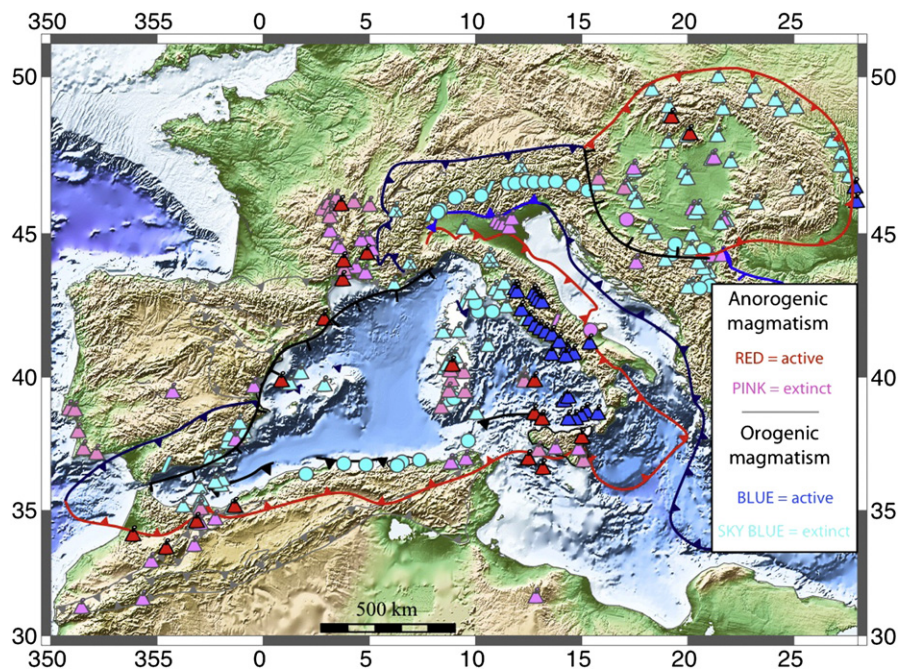 350 355 0 5 10 15 20 25
50
50
45
45
40
40
35
35
30
30
Anorogenic
magmatism
RED = active
PINK = extinct
Orogenic
magmatism
BLUE = active
SKY BLUE = extinct
500 km
350 355 0 5 10 15 20 25